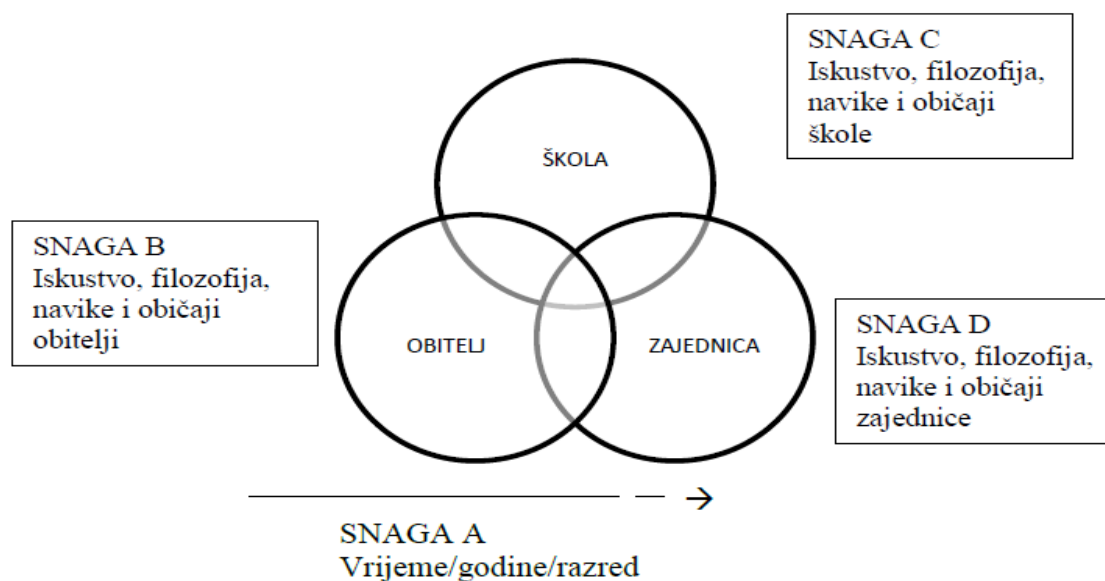 SNAGA C
Iskustvo, filozofija,
navike i običaji
škole
ŠKOLA
SNAGA B
Iskustvo, filozofija,
navike i običaji
obitelji
OBITELJ
ZAJEDNICA
SNAGA D
Iskustvo, filozofija,
navike i običaji
zajednice
SNAGA A
Vrijeme/godine/razred